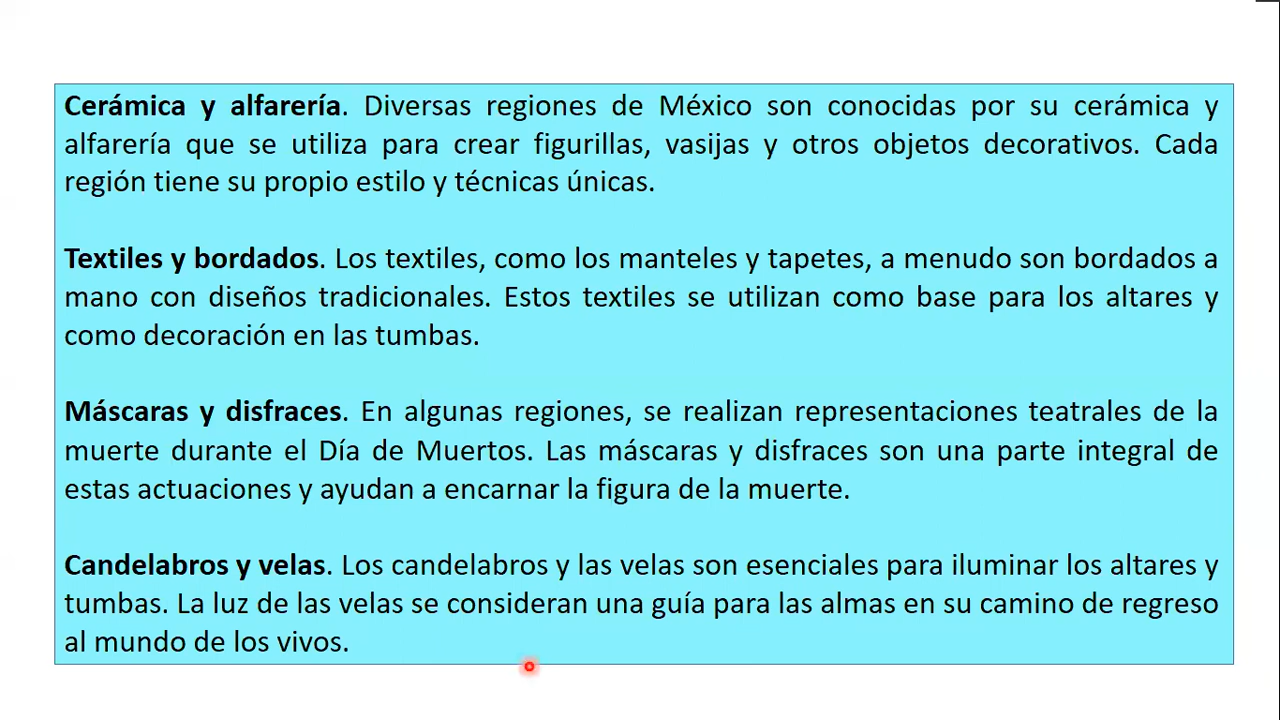 Cerámica y alfarería. Diversas regiones de México son conocidas por su cerámica y
alfarería que se utiliza para crear figurillas, vasijas y otros objetos decorativos. Cada
región tiene su propio estilo y técnicas únicas.
Textiles y bordados. Los textiles, como los manteles y tapetes, a menudo son bordados a
mano con diseños tradicionales. Estos textiles se utilizan como base para los altares y
como decoración en las tumbas.
Máscaras y disfraces. En algunas regiones, se realizan representaciones teatrales de la
muerte durante el Día de Muertos. Las máscaras y disfraces son una parte integral de
estas actuaciones y ayudan a encarnar la figura de la muerte.
Candelabros y velas. Los candelabros y las velas son esenciales para iluminar los altares y
tumbas. La luz de las velas se consideran una guía para las almas en su camino de regreso
al mundo de los vivos.